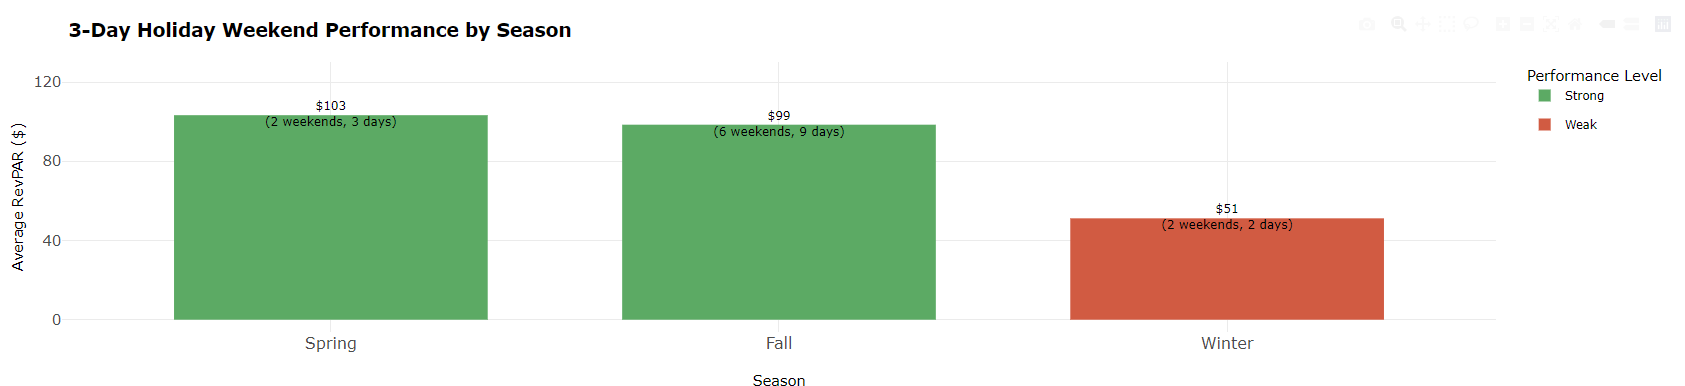 3-Day Holiday Weekend Performance by Season
Performance Level
Strong
Weak
Average RevPAR ($)
120
80
40
0
$103
(2 weekends, 3 days)
$99
(6 weekends, 9 days)
$51
(2 weekends, 2 days)
Spring
Fall
Winter
Season